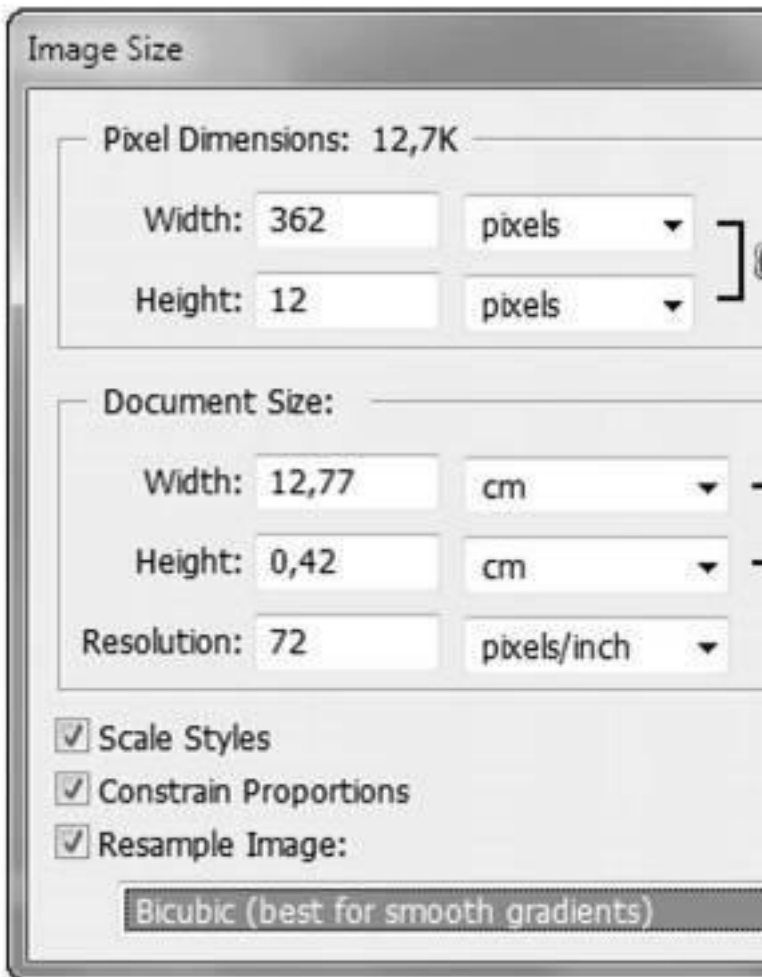 Image Size
Pixel Dimensions: 12,7K
Width: 362 pixels
Height: 12 pixels
Document Size:
Width: 12,77 cm
Height: 0,42 cm
Resolution: 72 pixels/inch
Scale Styles
Constrain Proportions
Resample Image:
Bicubic (best for smooth gradients)